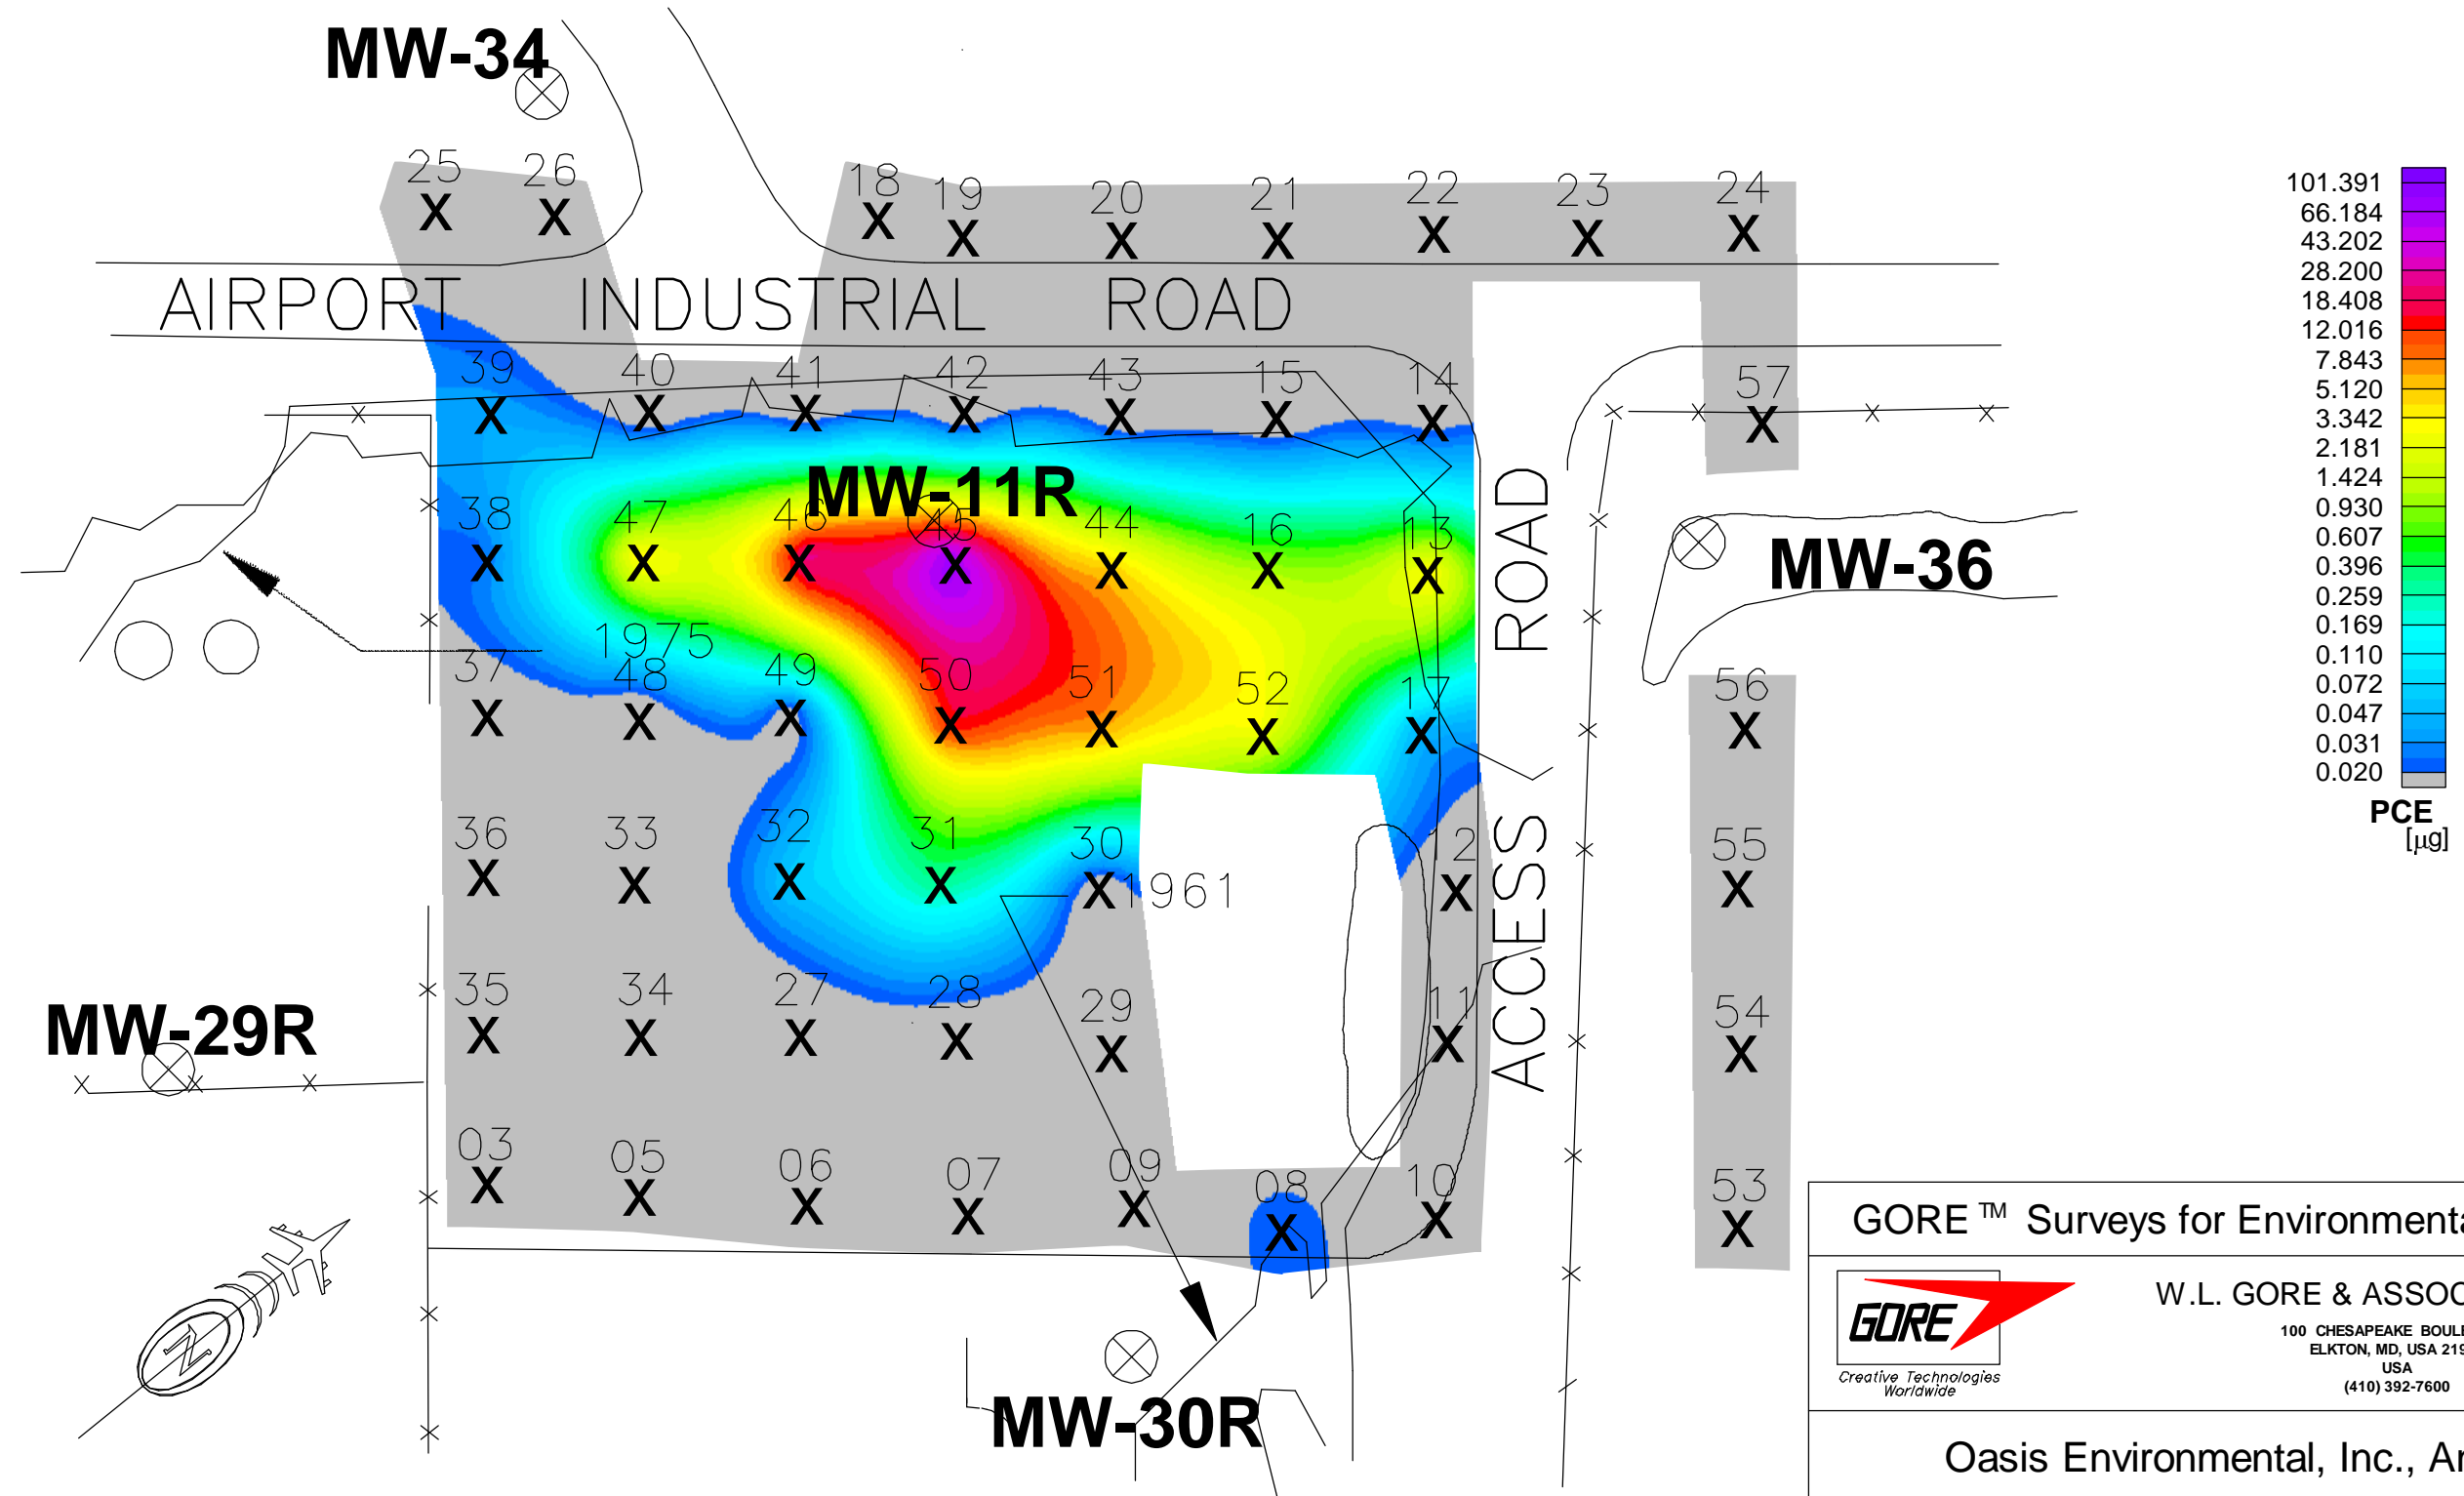 MW-34
25 26 18 19 20 21 22 23 24
AIRPORT INDUSTRIAL ROAD
39 40 41 42 43 15 14 57
MW-11R
38 47 46 45 44 16 13
MW-36
1975
37 48 49 50 51 52 17 56
ACCESS ROAD
36 33 32 31 30 2 55
1961
35 34 27 28 29 11 54
MW-29R
03 05 06 07 09 08 10 53
MW-30R
N
101.391
66.184
43.202
28.200
18.408
12.016
7.843
5.120
3.342
2.181
1.424
0.930
0.607
0.396
0.259
0.169
0.110
0.072
0.047
0.031
0.020
PCE
[µg]
GORE™ Surveys for Environmenta
GORE
Creative Technologies
Worldwide
W.L. GORE & ASSOC
100 CHESAPEAKE BOUL
ELKTON, MD, USA 219
USA
(410) 392-7600
Oasis Environmental, Inc., An